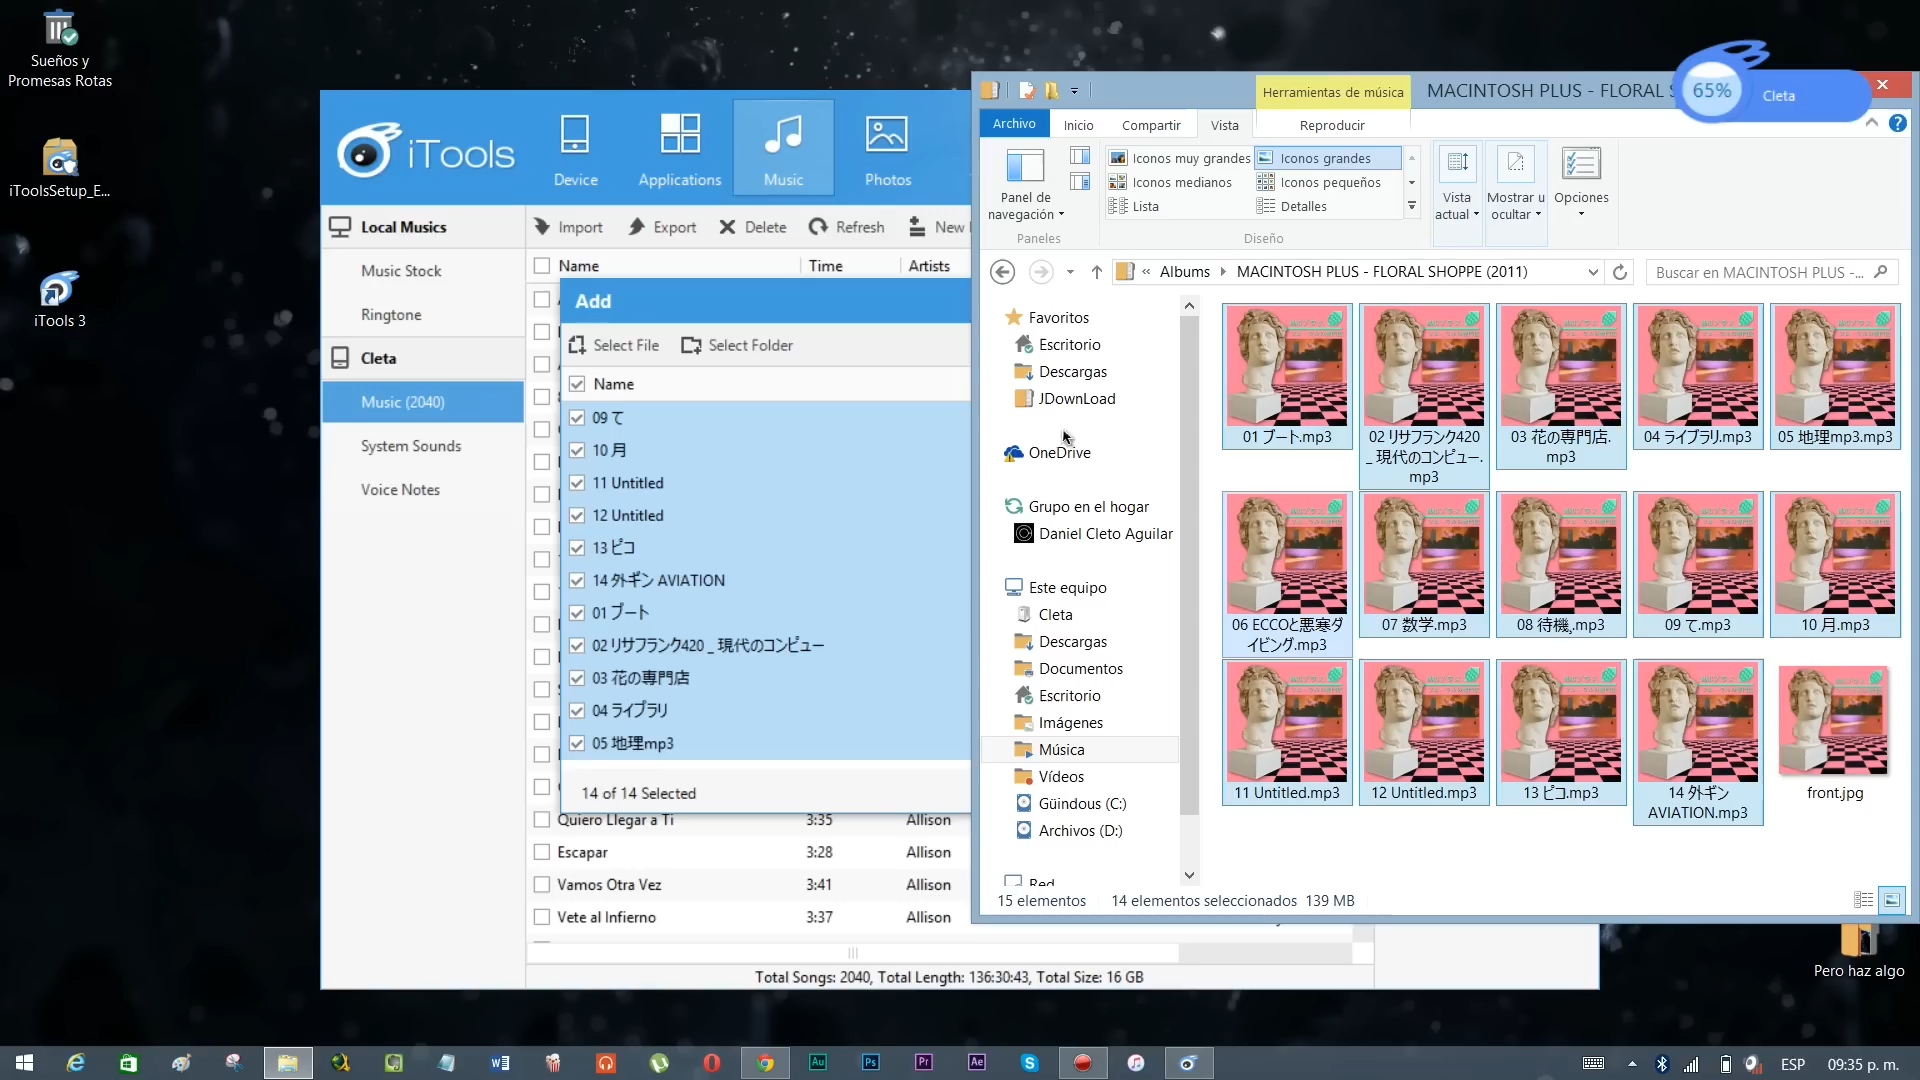 Sueños y
Promesas Rotas
iToolsSetup_E...
iTools 3
iTools
Device
Applications
Music
Photos
Local Musics
Music Stock
Ringtone
Cleta
Music (2040)
System Sounds
Voice Notes
Import
Export
Delete
Refresh
New
Name
Time
Artists
Add
Select File
Select Folder
Name
09 て
10 月
11 Untitled
12 Untitled
13 ピコ
14 外ギン AVIATION
01 ブート
02 リサフランク420 _ 現代のコンピュー
03 花の専門店
04 ライブラリ
05 地理mp3
14 of 14 Selected
Quiero Llegar a Ti 3:35 Allison
Escapar 3:28 Allison
Vamos Otra Vez 3:41 Allison
Vete al Infierno 3:37 Allison
Total Songs: 2040, Total Length: 136:30:43, Total Size: 16 GB
Herramientas de música
MACINTOSH PLUS - FLORAL S
65%
Cleta
Archivo
Inicio
Compartir
Vista
Reproducir
Panel de
navegación
Paneles
Iconos muy grandes
Iconos grandes
Iconos medianos
Iconos pequeños
Lista
Detalles
Diseño
Vista
actual
Mostrar u
ocultar
Opciones
« Albums
MACINTOSH PLUS - FLORAL SHOPPE (2011)
Buscar en MACINTOSH PLUS -...
Favoritos
Escritorio
Descargas
JDownLoad
OneDrive
Grupo en el hogar
Daniel Cleto Aguilar
Este equipo
Cleta
Descargas
Documentos
Escritorio
Imágenes
Música
Vídeos
Güindous (C:)
Archivos (D:)
Red
01 ブート.mp3
02 リサフランク420
_ 現代のコンピュー.
mp3
03 花の専門店.
mp3
04 ライブラリ.mp3
05 地理mp3.mp3
06 ECCOと悪寒ダ
イビング.mp3
07 数学.mp3
08 待機.mp3
09 て.mp3
10 月.mp3
11 Untitled.mp3
12 Untitled.mp3
13 ピコ.mp3
14 外ギン
AVIATION.mp3
front.jpg
15 elementos
14 elementos seleccionados 139 MB
Pero haz algo
Au
Ps
Pr
Ae
ESP
09:35 p. m.